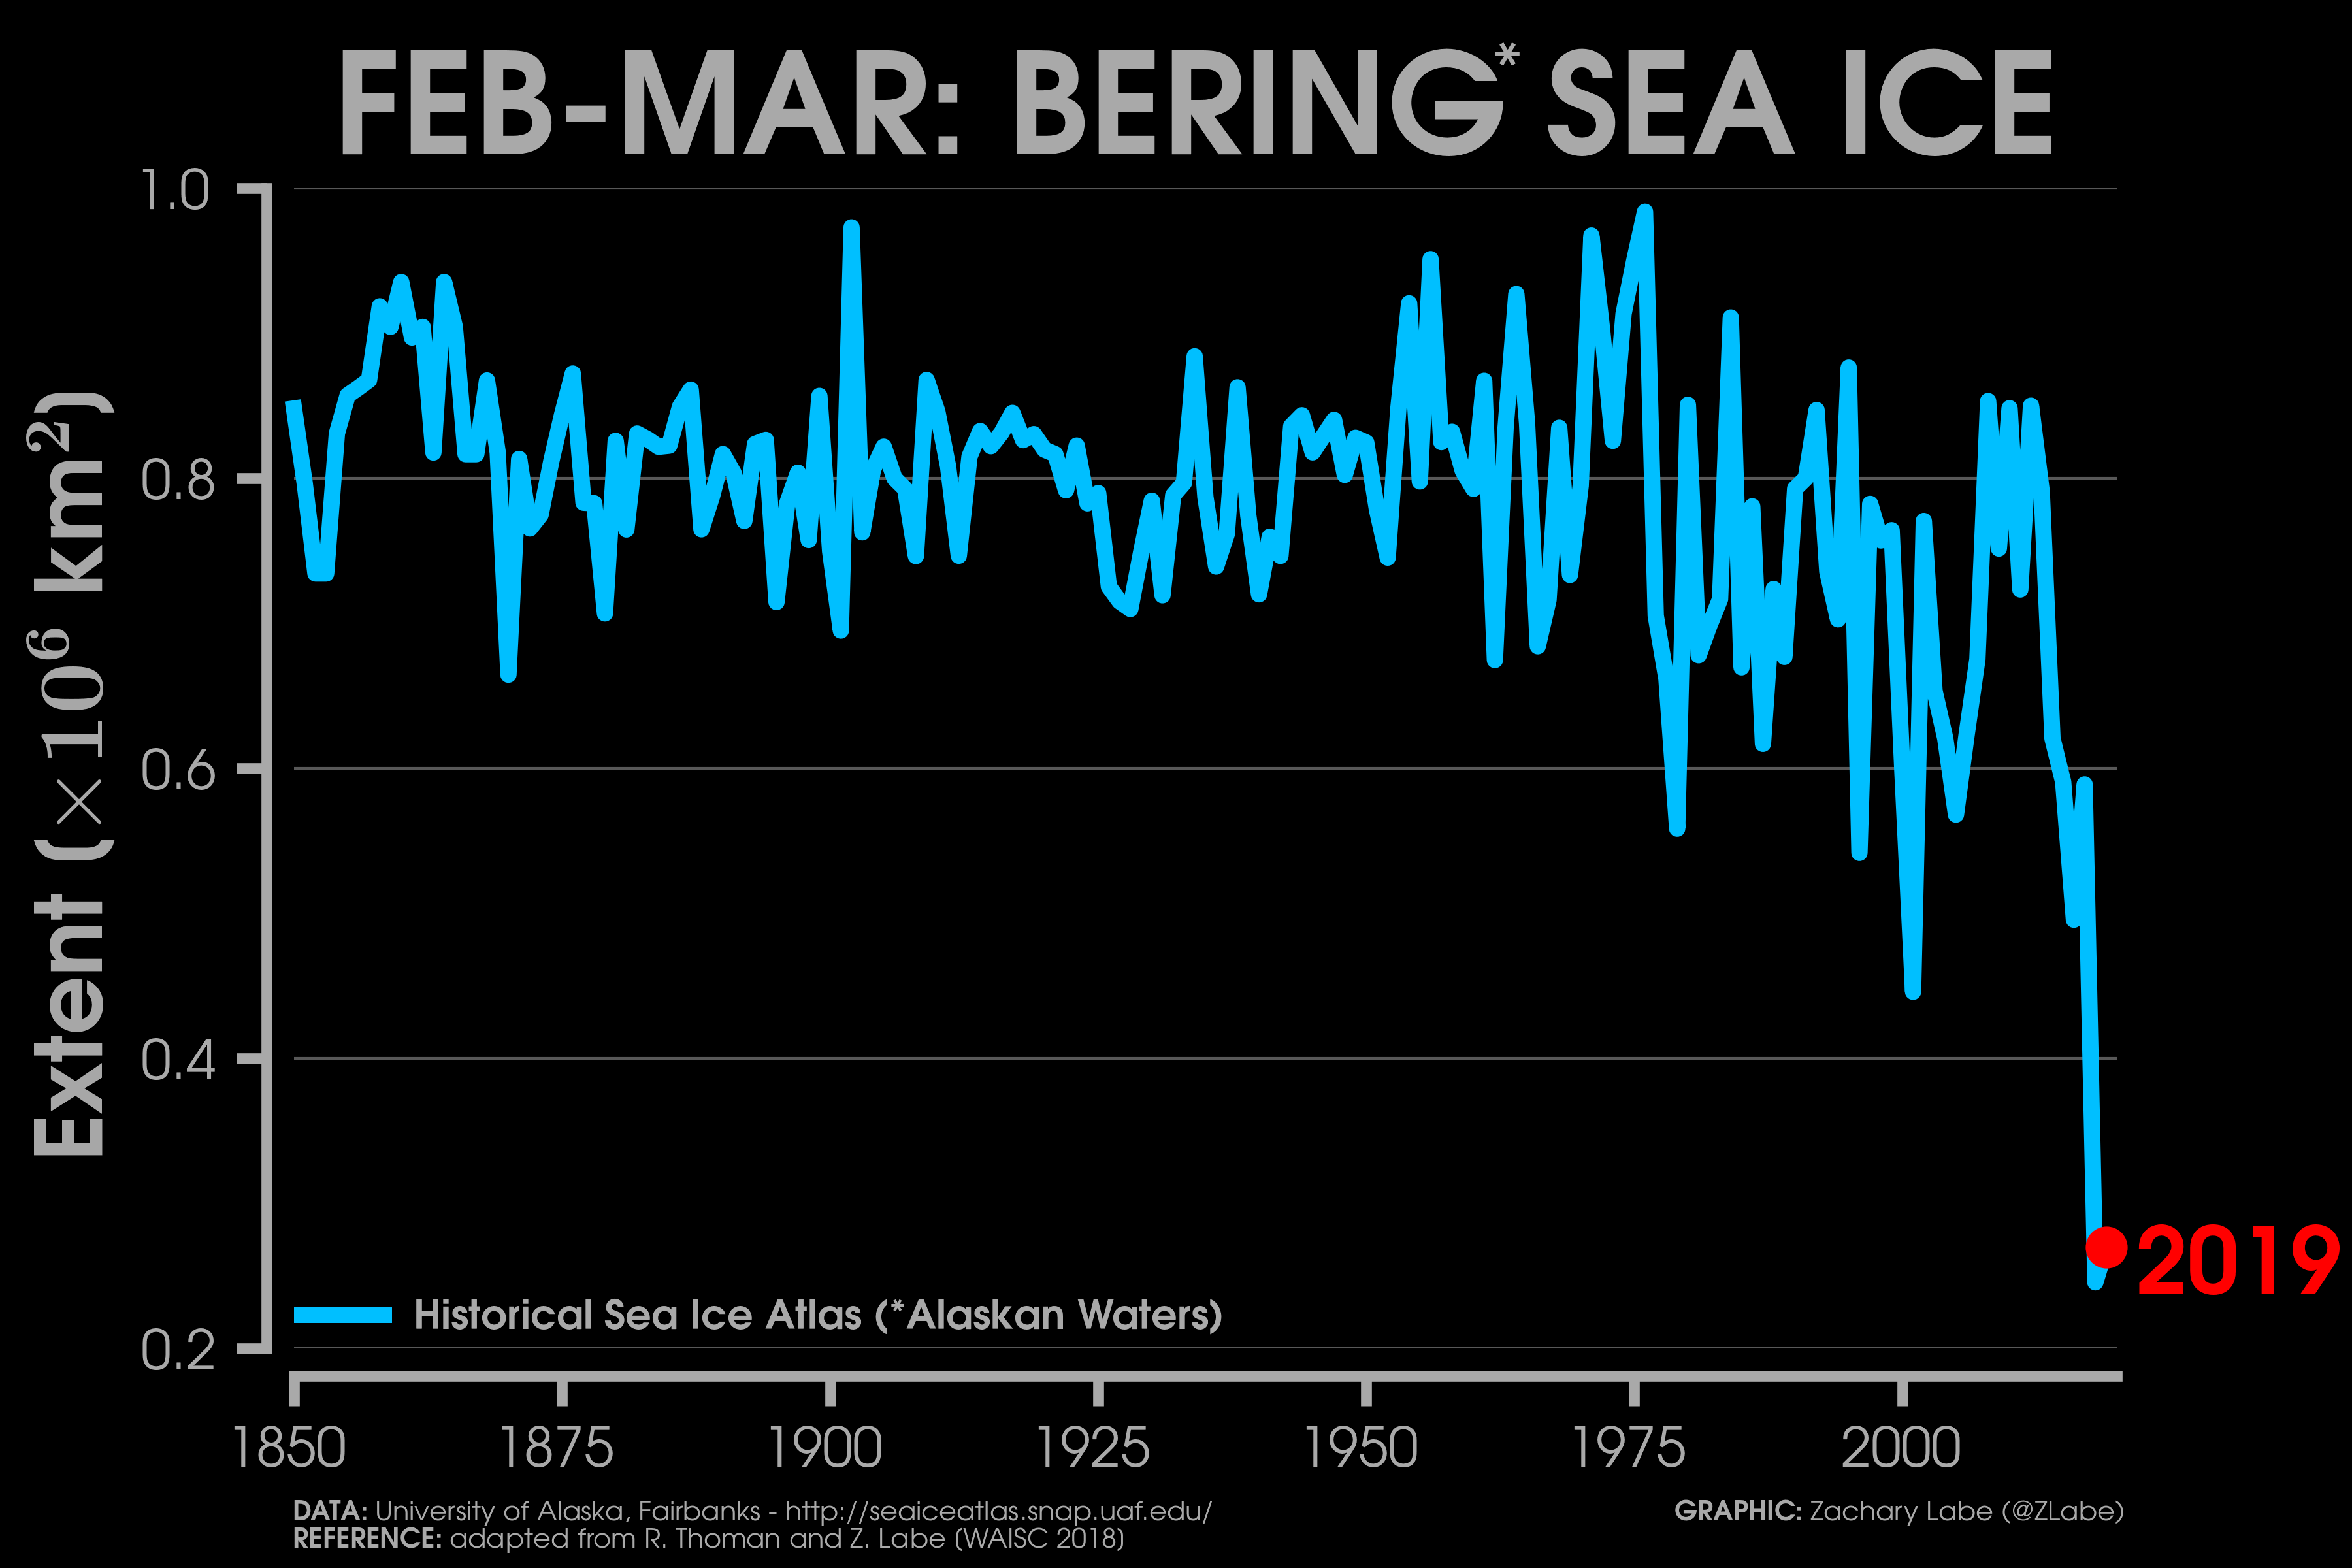 FEB-MAR: BERING* SEA ICE
Extent (×10⁶ km²)
1.0
0.8
0.6
0.4
0.2
2019
Historical Sea Ice Atlas (*Alaskan Waters)
1850 1875 1900 1925 1950 1975 2000
DATA: University of Alaska, Fairbanks - http://seaiceatlas.snap.uaf.edu/
REFERENCE: adapted from R. Thoman and Z. Labe (WAISC 2018)
GRAPHIC: Zachary Labe (@ZLabe)